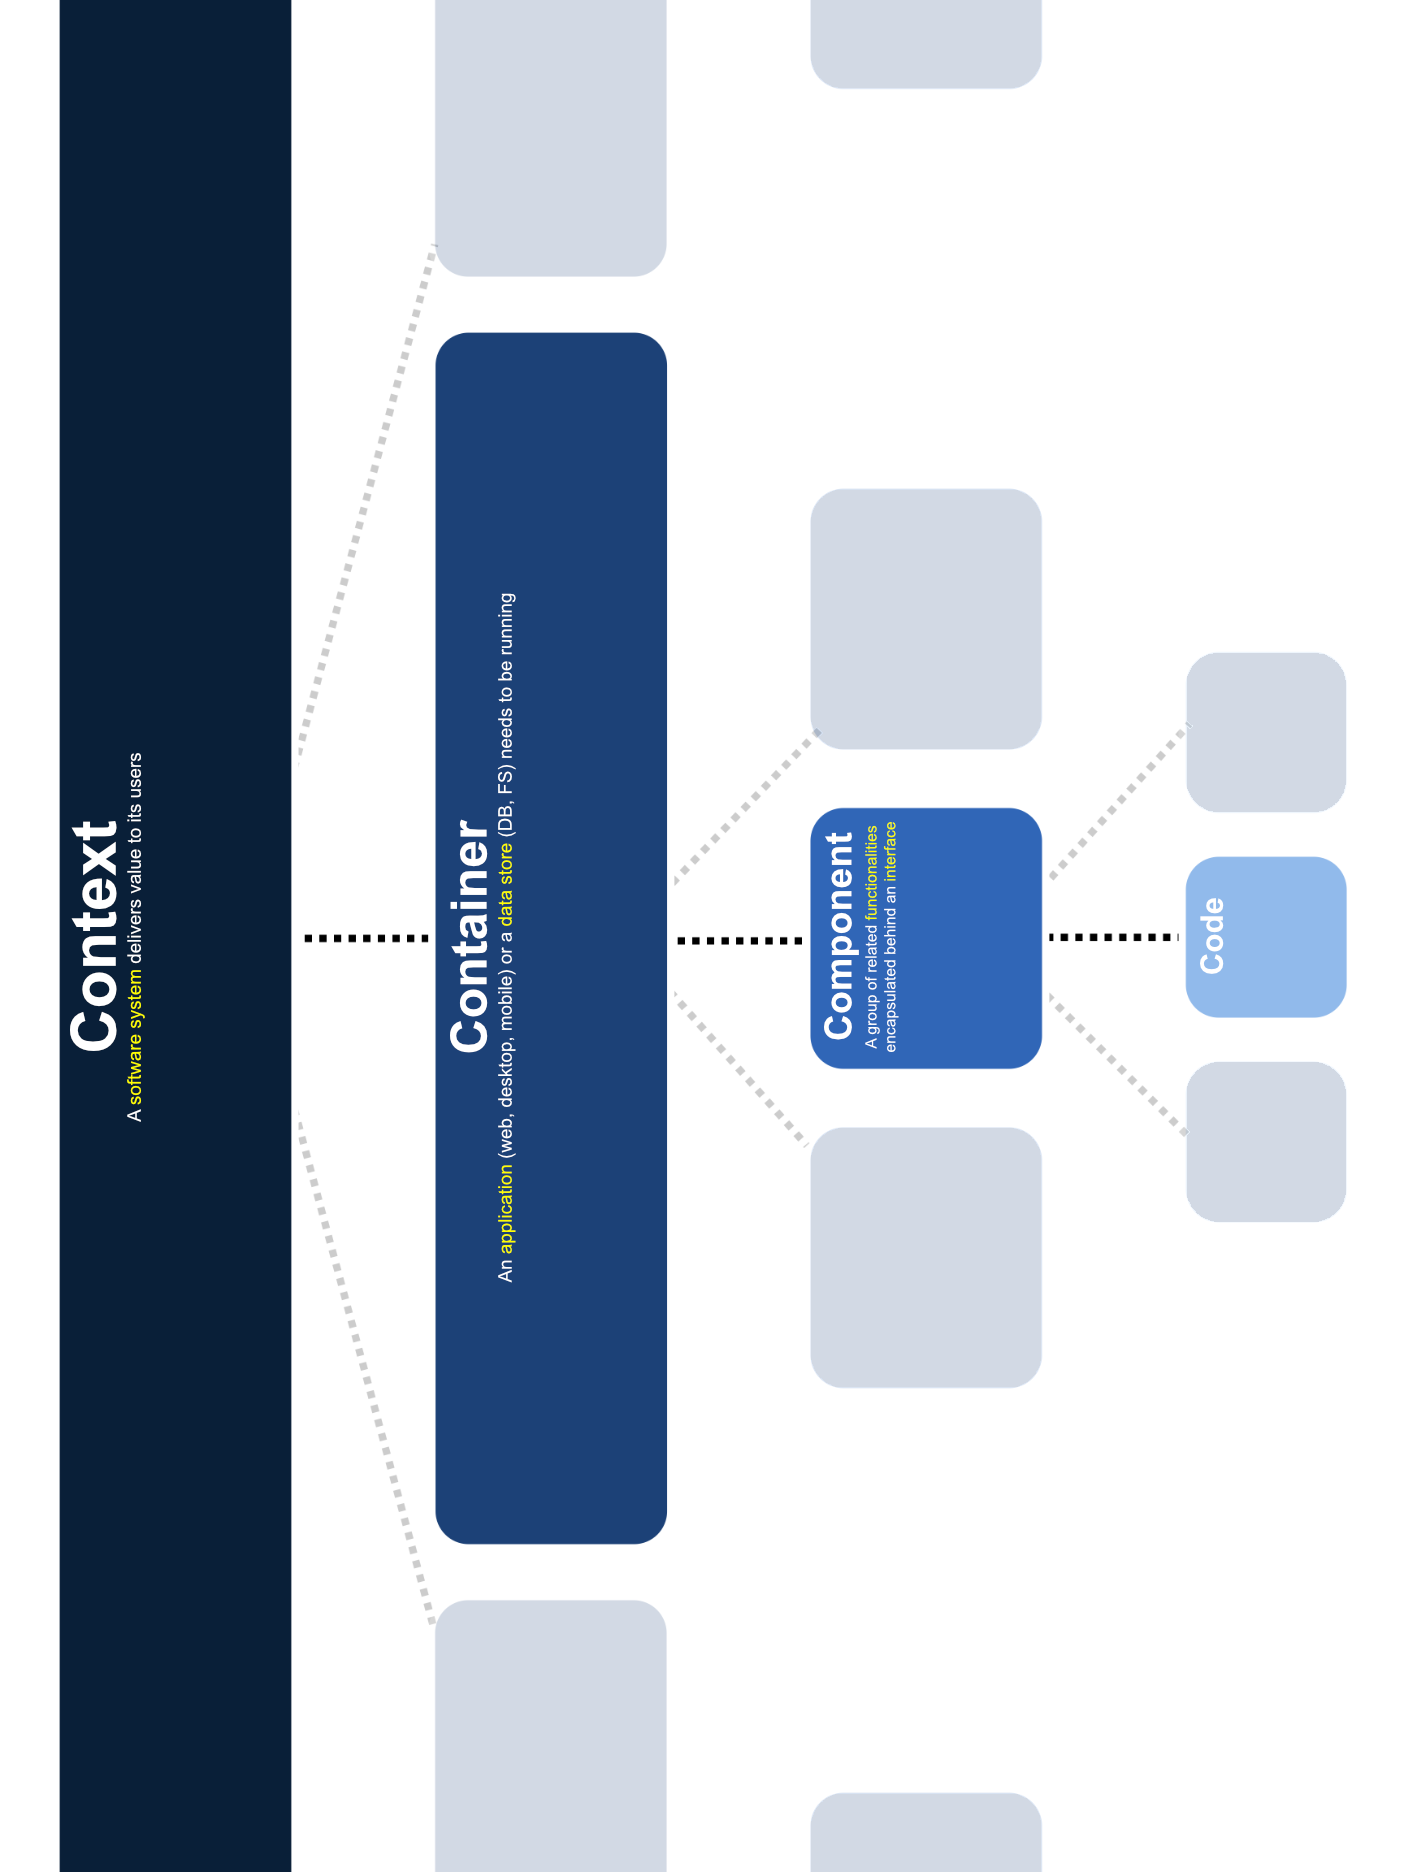 Context
A software system delivers value to its users
Container
An application (web, desktop, mobile) or a data store (DB, FS) needs to be running
Component
A group of related functionalities
encapsulated behind an interface
Code